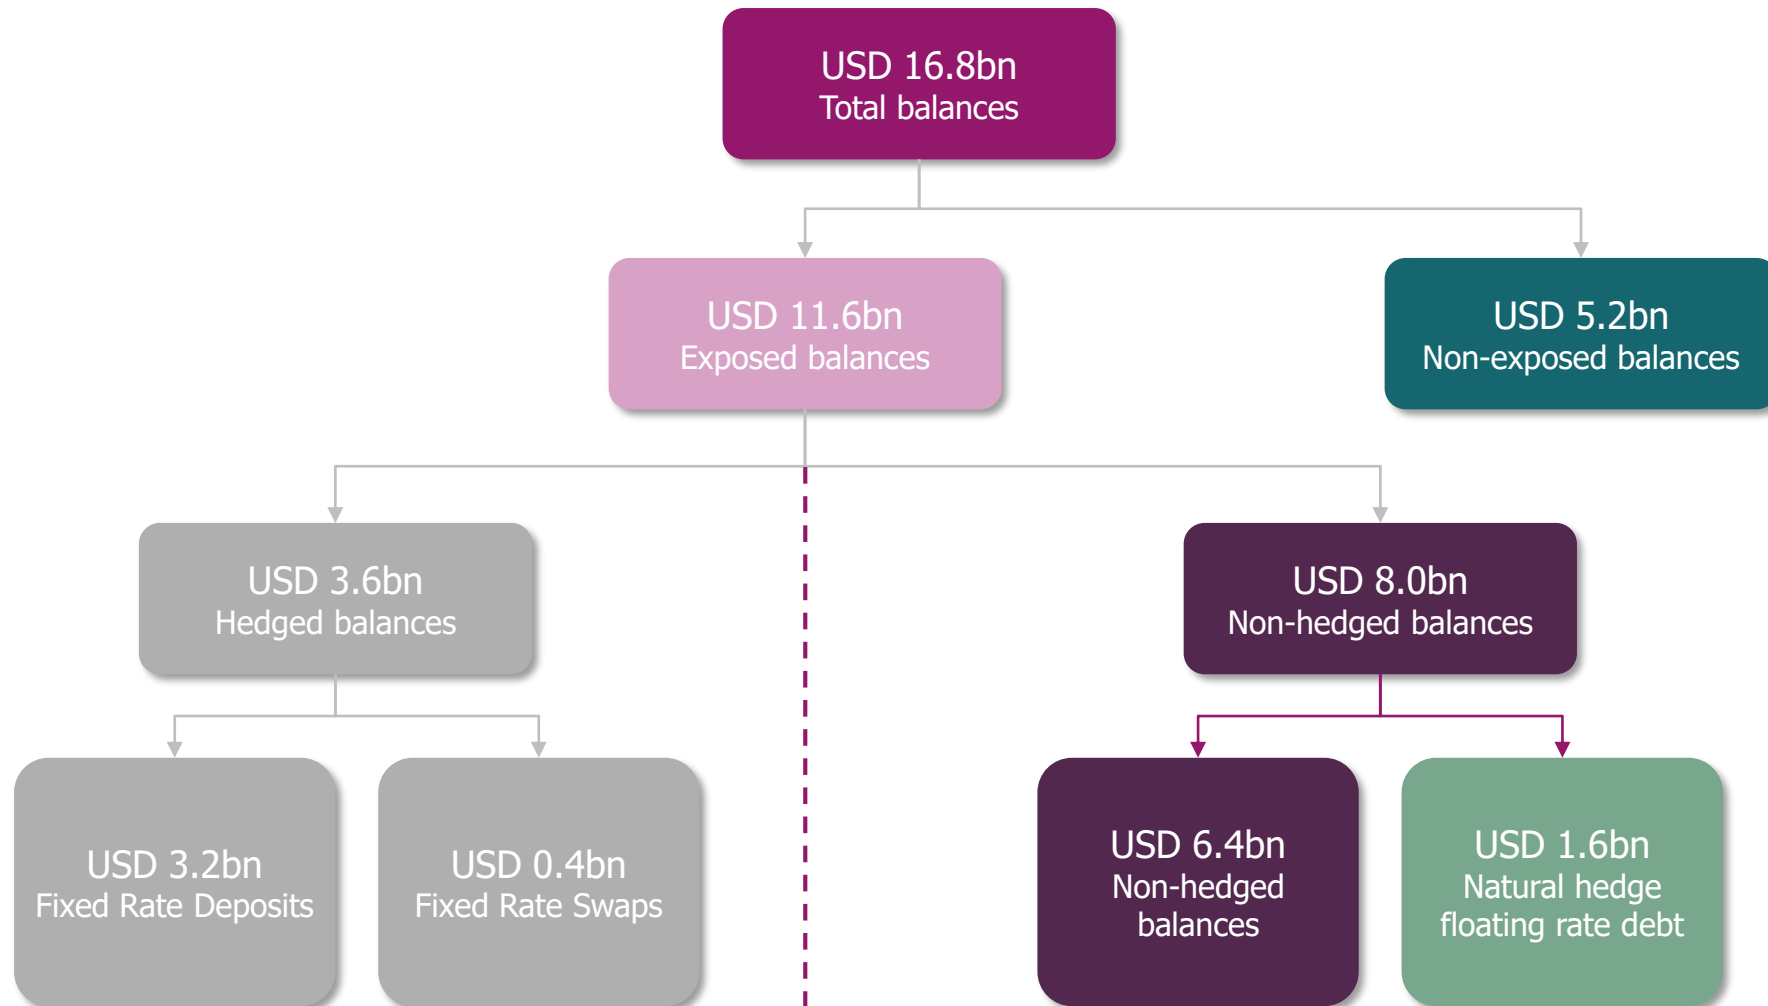 USD 16.8bn
Total balances
USD 11.6bn
Exposed balances
USD 5.2bn
Non-exposed balances
USD 3.6bn
Hedged balances
USD 8.0bn
Non-hedged balances
USD 3.2bn
Fixed Rate Deposits
USD 0.4bn
Fixed Rate Swaps
USD 6.4bn
Non-hedged
balances
USD 1.6bn
Natural hedge
floating rate debt